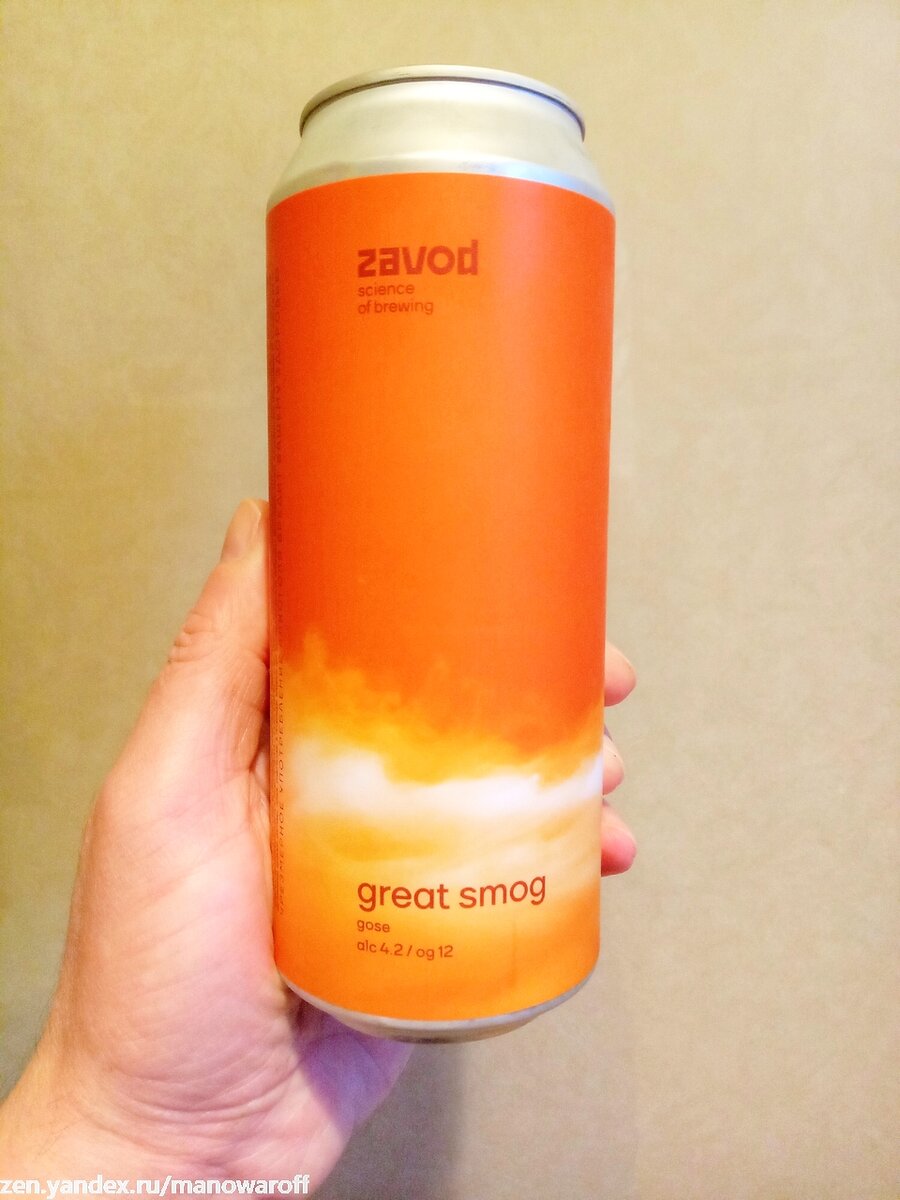 zavod
science
of brewing
great smog
gose
alc 4.2 / og 12
zen.yandex.ru/manowaroff